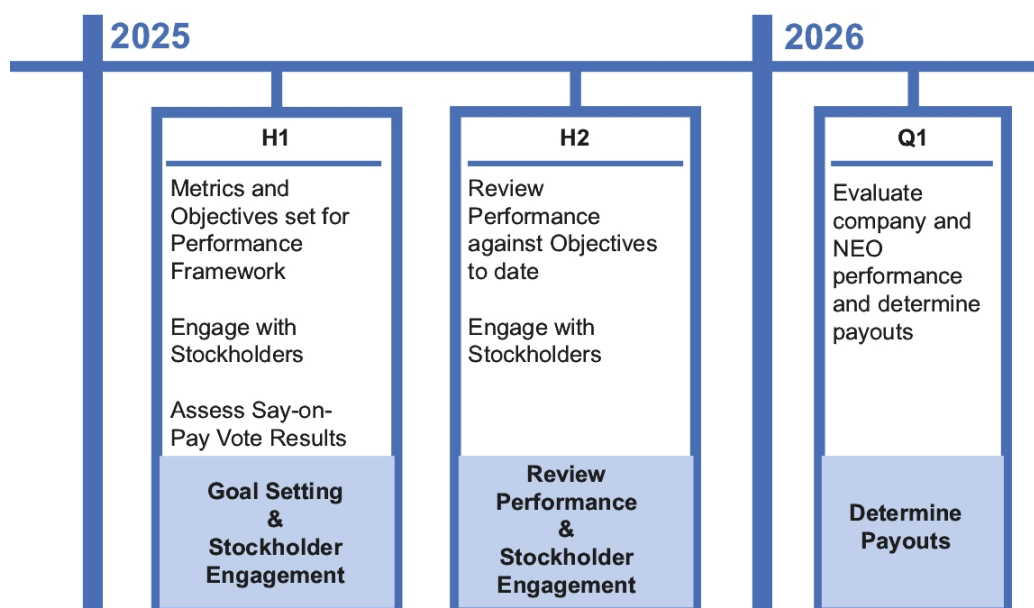 2025
2026
H1
Metrics and
Objectives set for
Performance
Framework
Engage with
Stockholders
Assess Say-on-
Pay Vote Results
Goal Setting
&
Stockholder
Engagement
H2
Review
Performance
against Objectives
to date
Engage with
Stockholders
Review
Performance
&
Stockholder
Engagement
Q1
Evaluate
company and
NEO
performance
and determine
payouts
Determine
Payouts